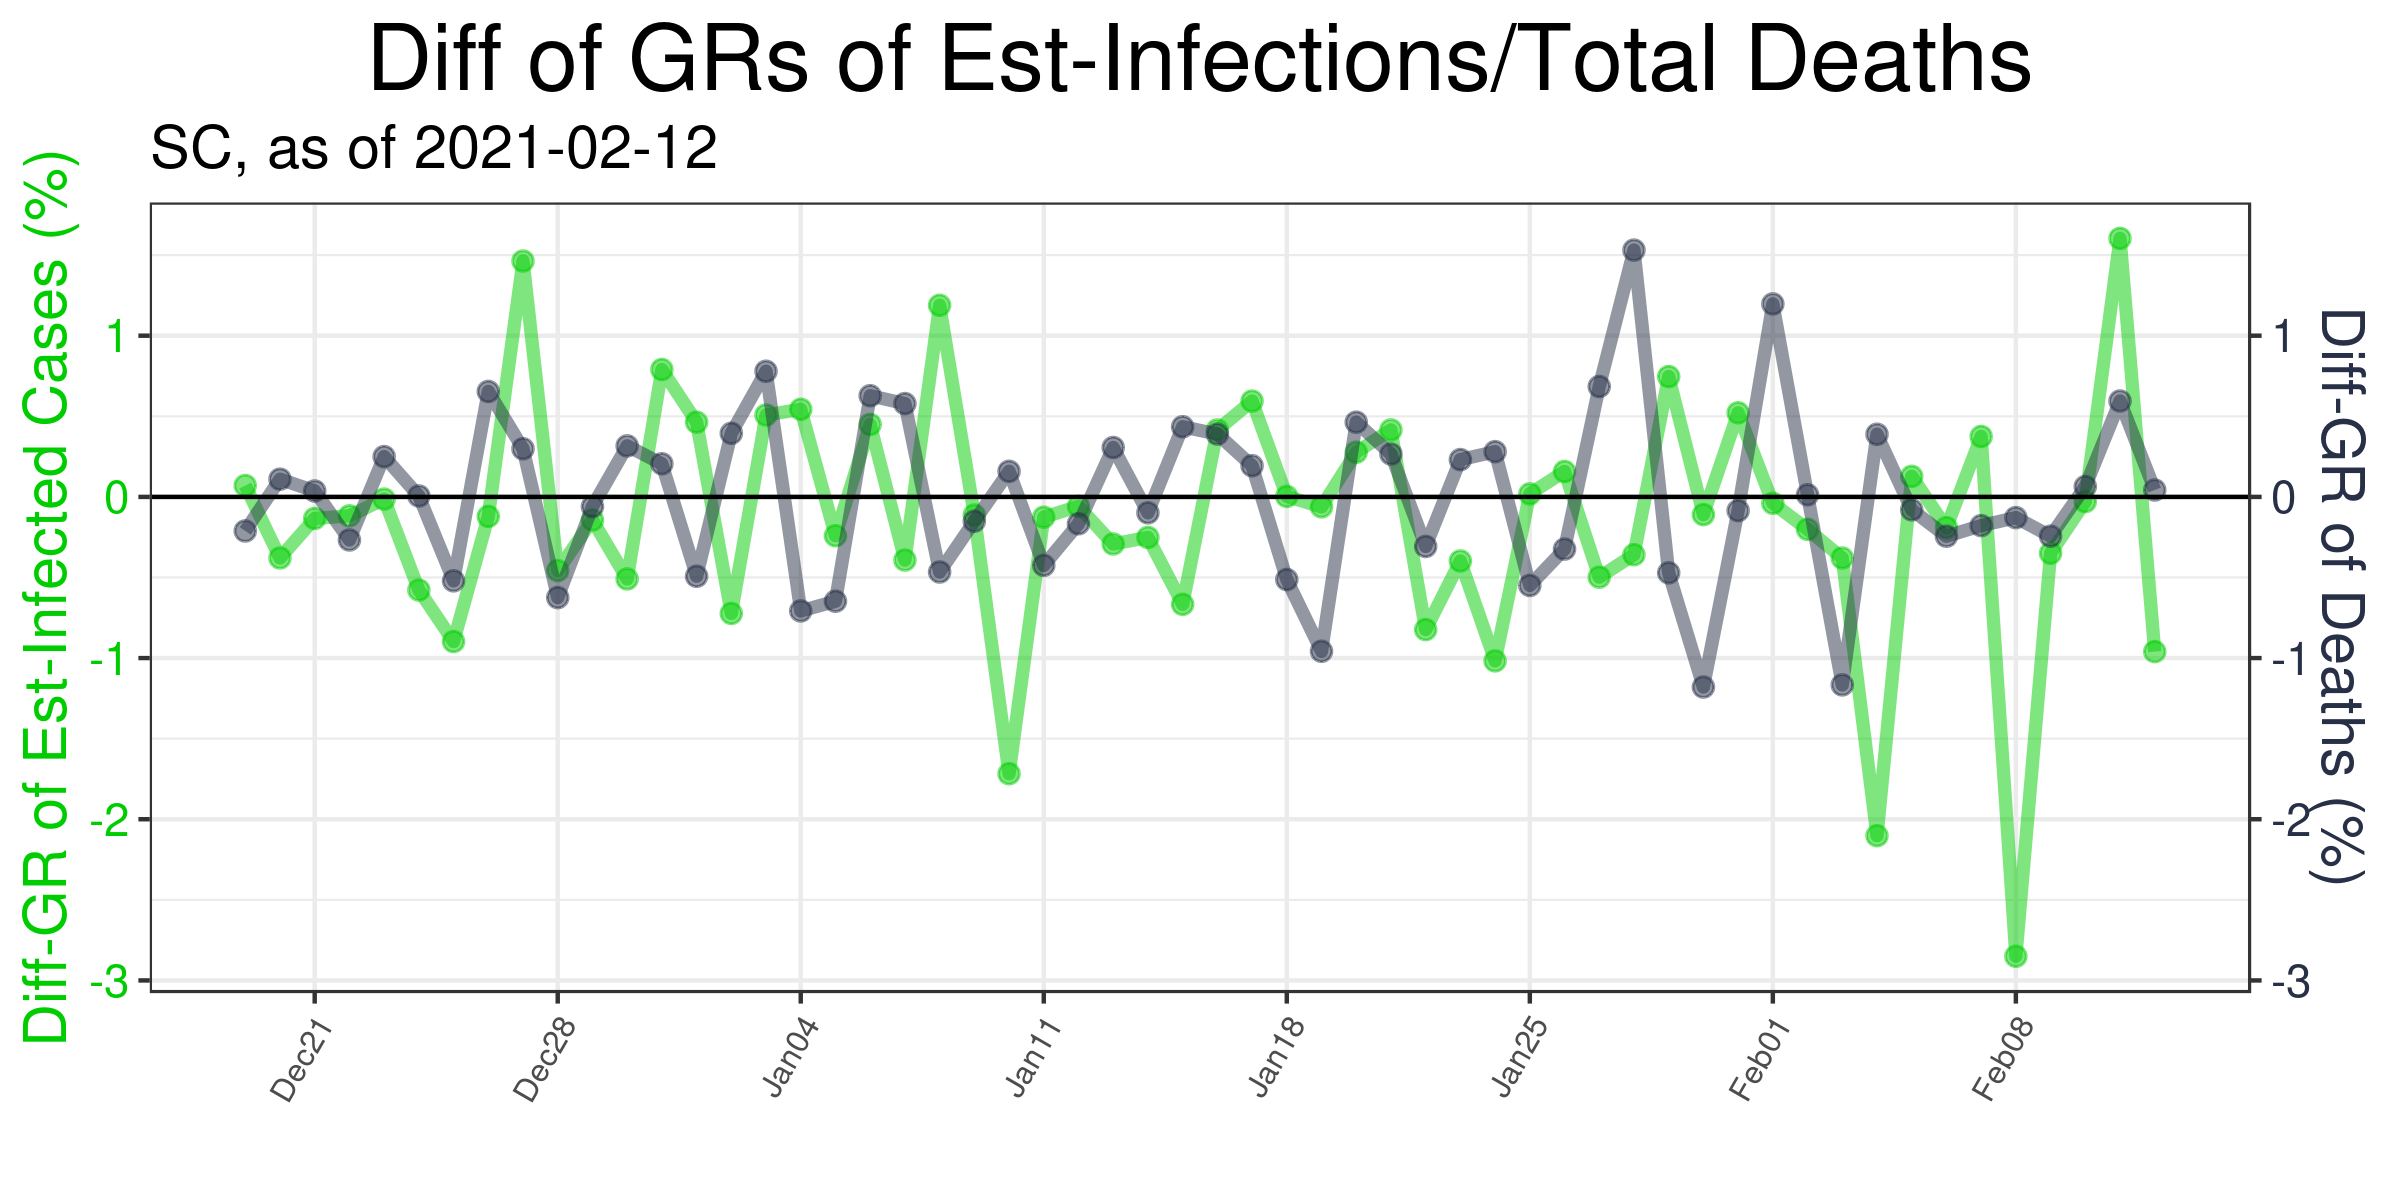 Diff of GRs of Est-Infections/Total Deaths
SC, as of 2021-02-12
Diff-GR of Est-Infected Cases (%)
1
0
-1
-2
-3
1
0
-1
-2
-3
Diff-GR of Deaths (%)
Dec21
Dec28
Jan04
Jan11
Jan18
Jan25
Feb01
Feb08